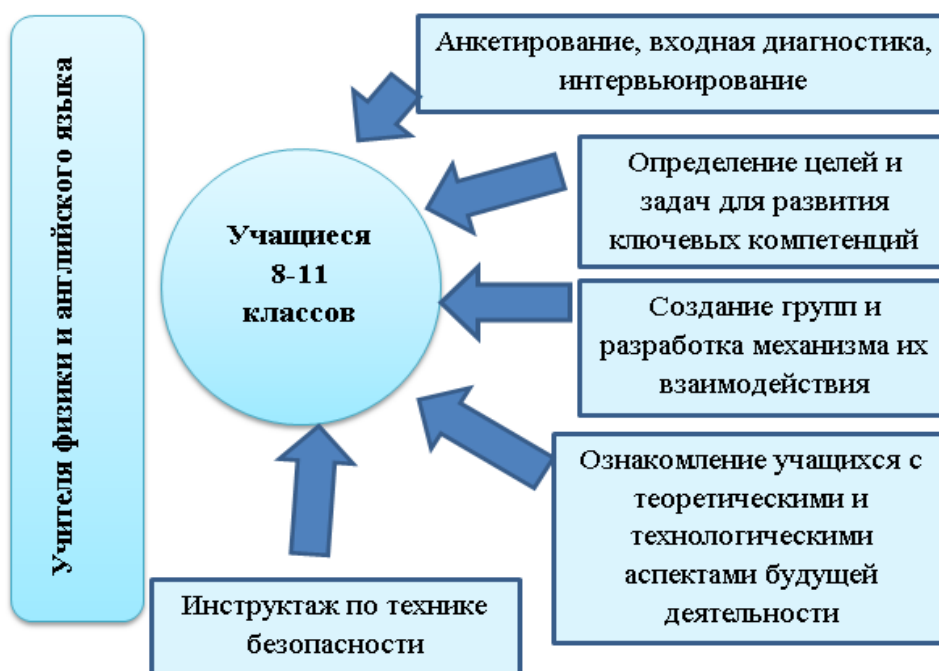 Учителя физики и английского языка
Анкетирование, входная диагностика,
интервьюирование
Определение целей и
задач для развития
ключевых компетенций
Учащиеся
8-11
классов
Создание групп и
разработка механизма их
взаимодействия
Ознакомление учащихся с
теоретическими и
технологическими
аспектами будущей
деятельности
Инструктаж по технике
безопасности